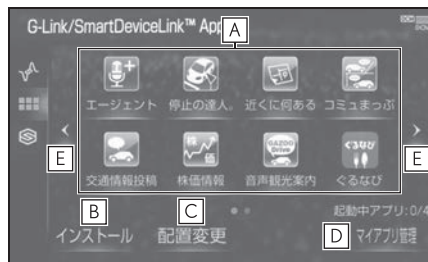 G-Link/SmartDeviceLink™ App
A
エージェント 停止の達人。 近くに何ある コミュまっぷ
E
E
交通情報投稿 株価情報 音声観光案内 ぐるなび
B
C
起動中アプリ:0/4
インストール 配置変更 D マイアプリ管理